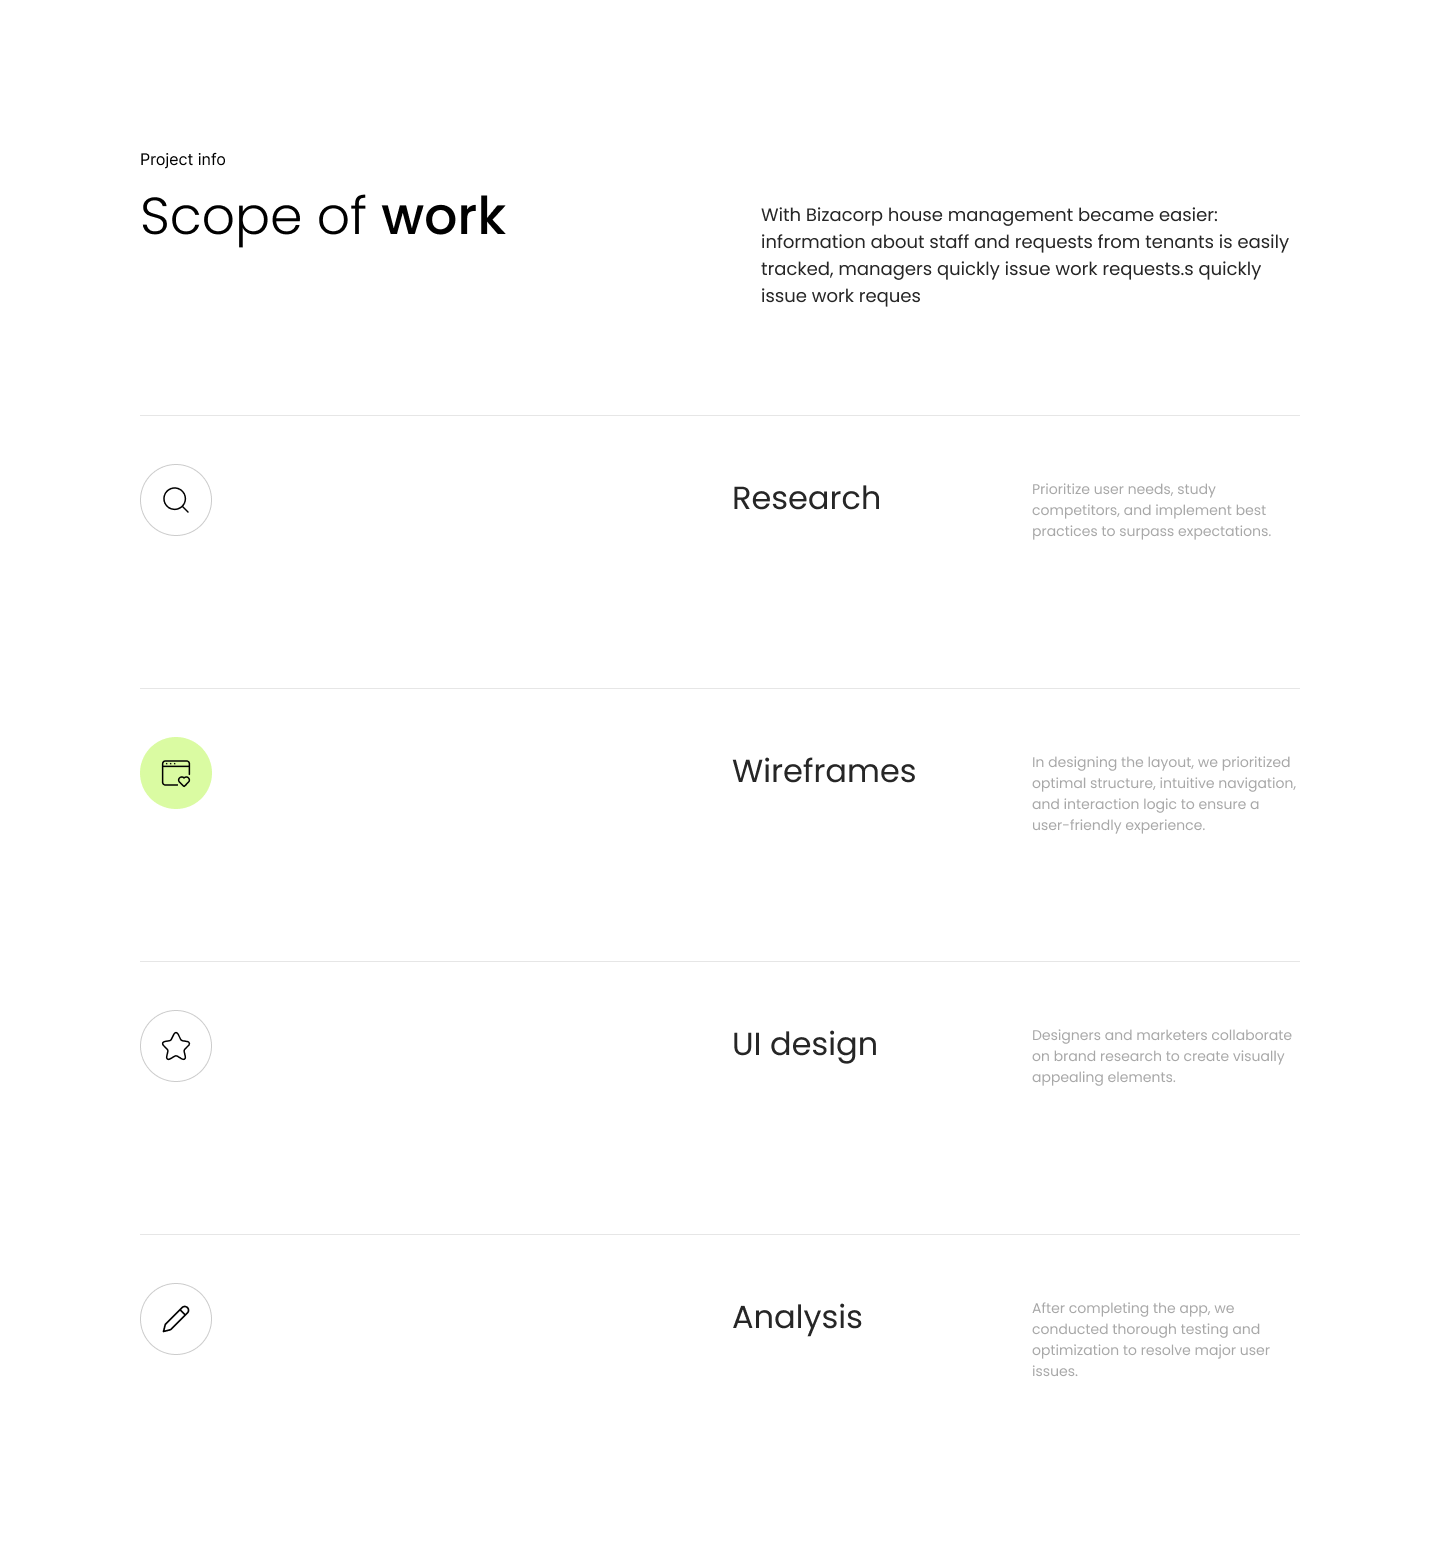 Project info
Scope of work
With Bizacorp house management became easier:
information about staff and requests from tenants is easily
tracked, managers quickly issue work requests.s quickly
issue work reques
Research
Prioritize user needs, study
competitors, and implement best
practices to surpass expectations.
Wireframes
In designing the layout, we prioritized
optimal structure, intuitive navigation,
and interaction logic to ensure a
user-friendly experience.
UI design
Designers and marketers collaborate
on brand research to create visually
appealing elements.
Analysis
After completing the app, we
conducted thorough testing and
optimization to resolve major user
issues.